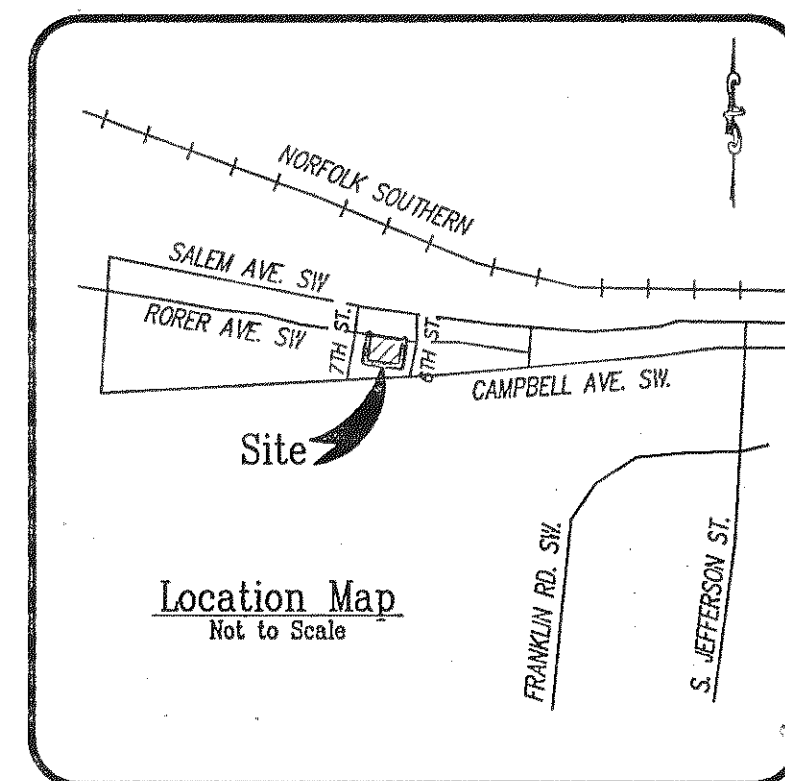 NORFOLK SOUTHERN
SALEM AVE. SW
RORER AVE. SW
7TH ST.
6TH ST.
CAMPBELL AVE. SW.
Site
FRANKLIN RD. SW.
S. JEFFERSON ST.
Location Map
Not to Scale